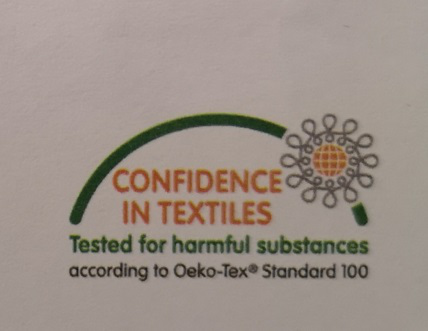 CONFIDENCE
IN TEXTILES
Tested for harmful substances
according to Oeko-Tex® Standard 100